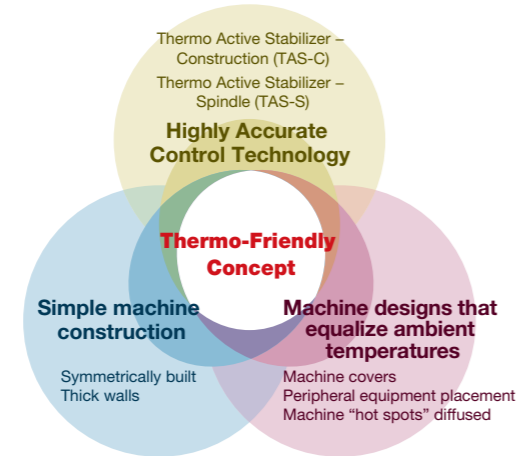 Thermo Active Stabilizer –
Construction (TAS-C)
Thermo Active Stabilizer –
Spindle (TAS-S)
Highly Accurate
Control Technology
Thermo-Friendly
Concept
Simple machine
construction
Symmetrically built
Thick walls
Machine designs that
equalize ambient
temperatures
Machine covers
Peripheral equipment placement
Machine “hot spots” diffused